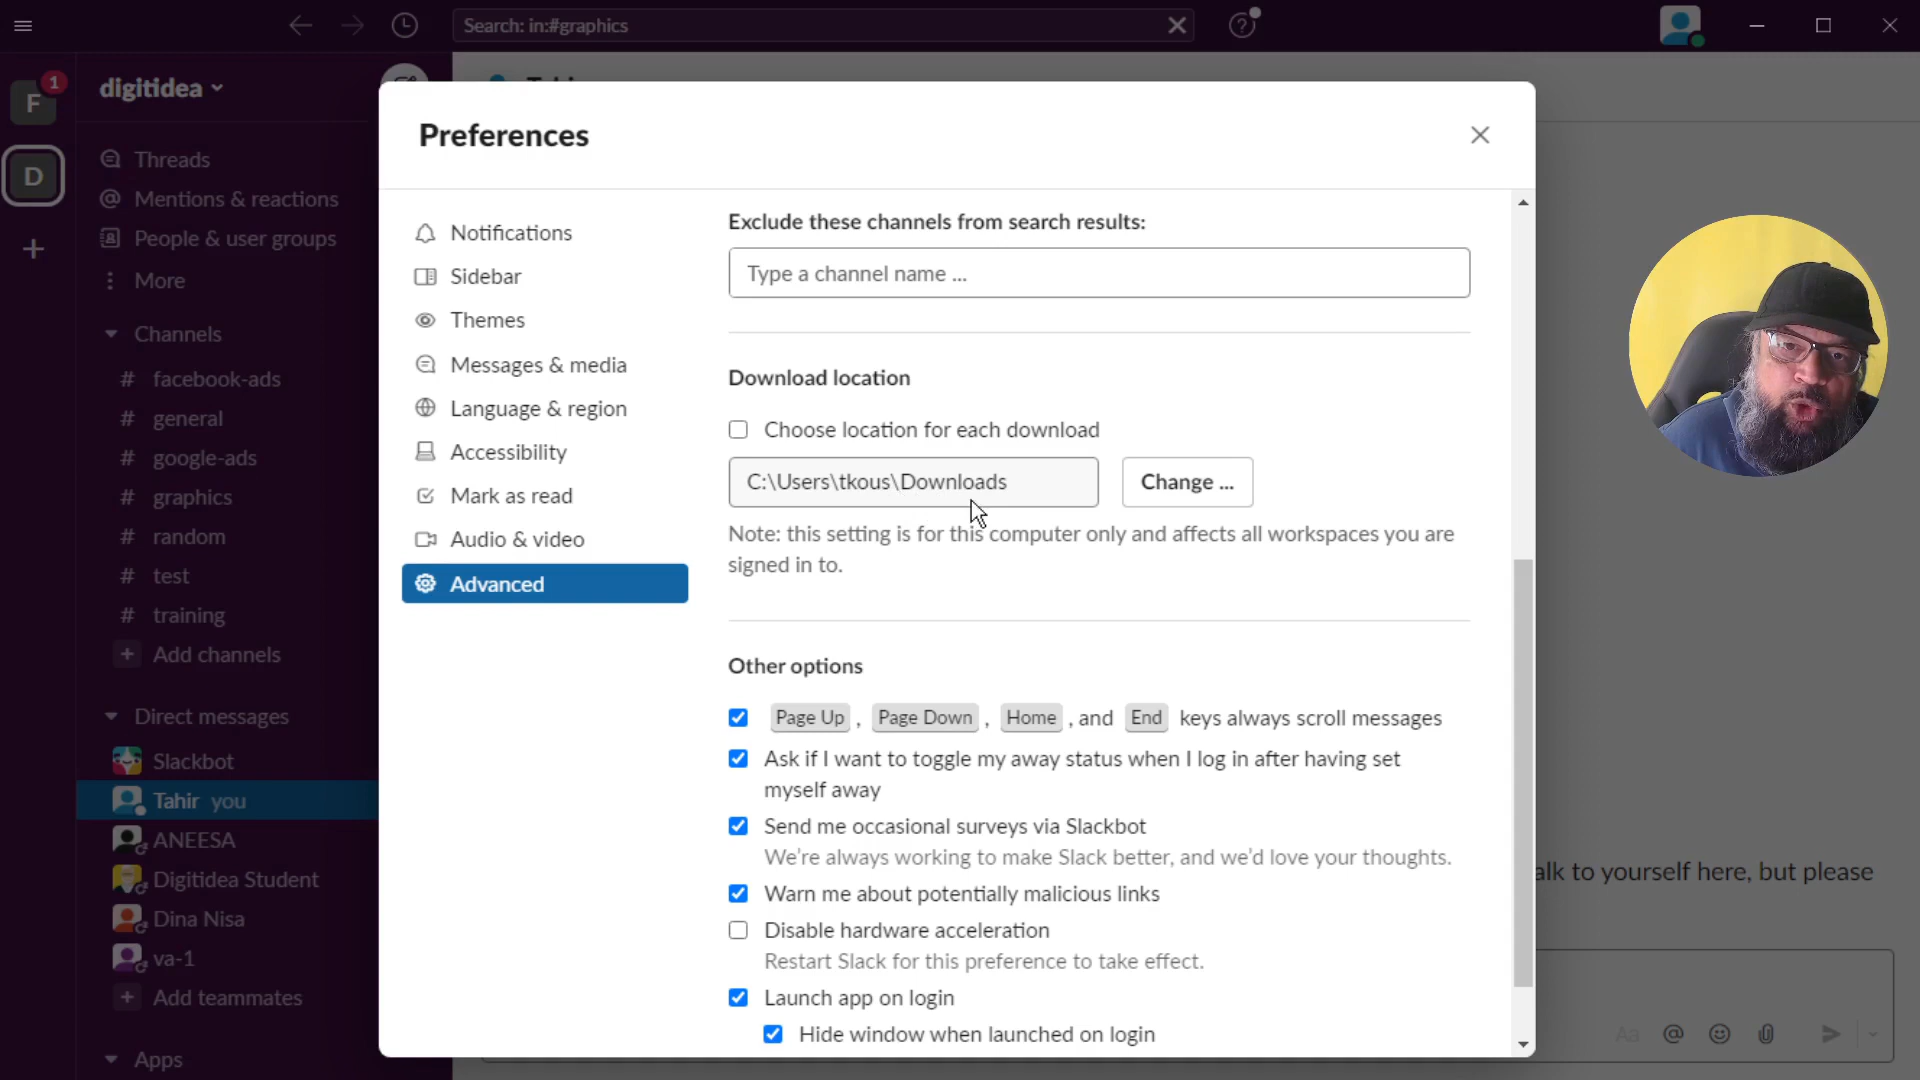 Search: in:#graphics
F
1
D
digitidea
Threads
Mentions & reactions
People & user groups
More
Channels
# facebook-ads
# general
# google-ads
# graphics
# random
# test
# training
+ Add channels
Direct messages
Slackbot
Tahir you
ANEESA
Digitidea Student
Dina Nisa
va-1
+ Add teammates
Apps
Preferences
Notifications
Sidebar
Themes
Messages & media
Language & region
Accessibility
Mark as read
Audio & video
Advanced
Exclude these channels from search results:
Type a channel name ...
Download location
Choose location for each download
C:\Users\tkous\Downloads
Change ...
Note: this setting is for this computer only and affects all workspaces you are
signed in to.
Other options
Page Up , Page Down , Home , and End keys always scroll messages
Ask if I want to toggle my away status when I log in after having set
myself away
Send me occasional surveys via Slackbot
We're always working to make Slack better, and we'd love your thoughts.
Warn me about potentially malicious links
Disable hardware acceleration
Restart Slack for this preference to take effect.
Launch app on login
Hide window when launched on login
alk to yourself here, but please
Aa